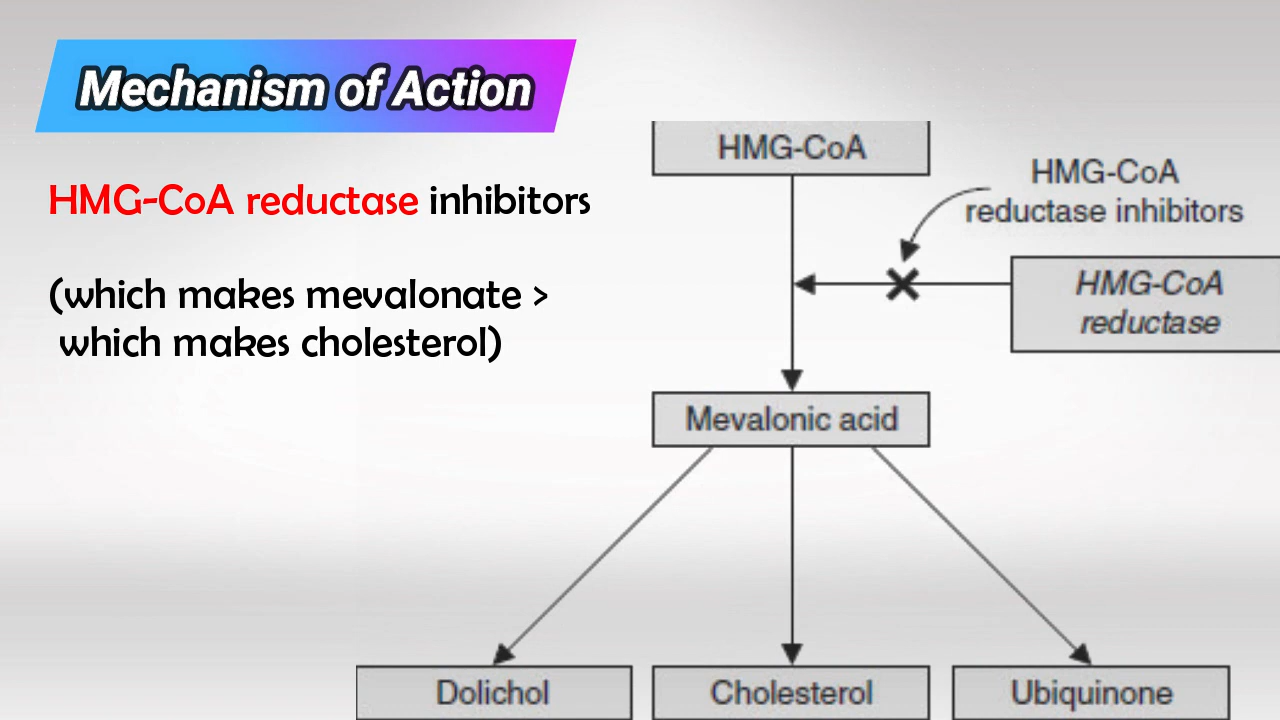 Mechanism of Action
HMG-CoA reductase inhibitors
(which makes mevalonate >
which makes cholesterol)
HMG-CoA
HMG-CoA
reductase inhibitors
HMG-CoA
reductase
Mevalonic acid
Dolichol
Cholesterol
Ubiquinone